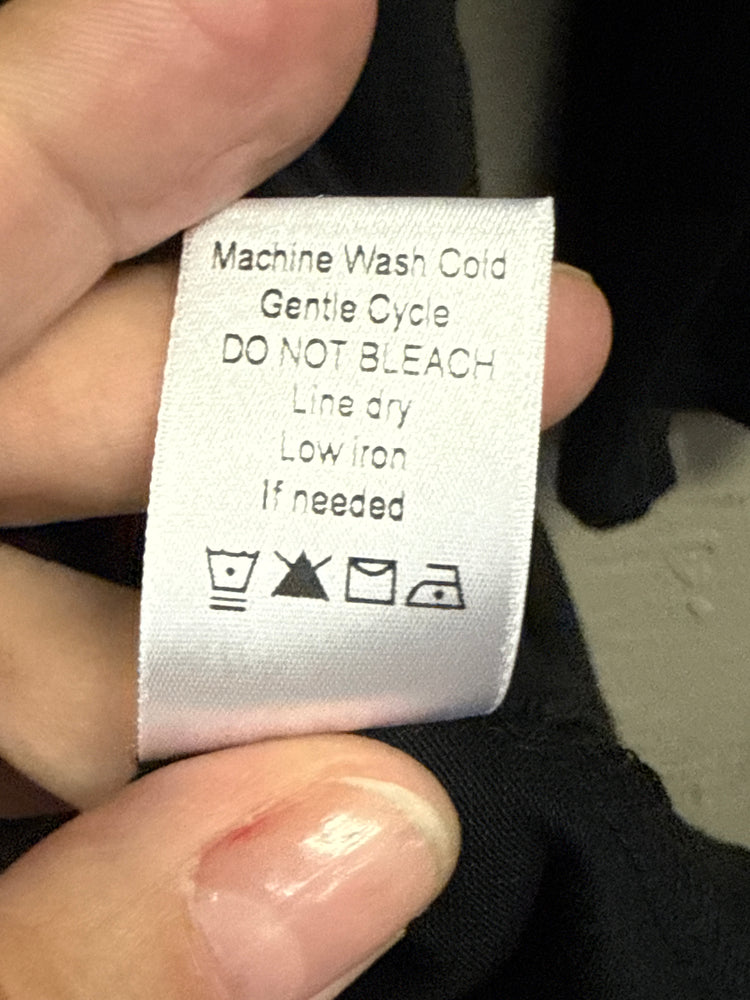 Machine Wash Cold
Gentle Cycle
DO NOT BLEACH
Line dry
Low iron
If needed